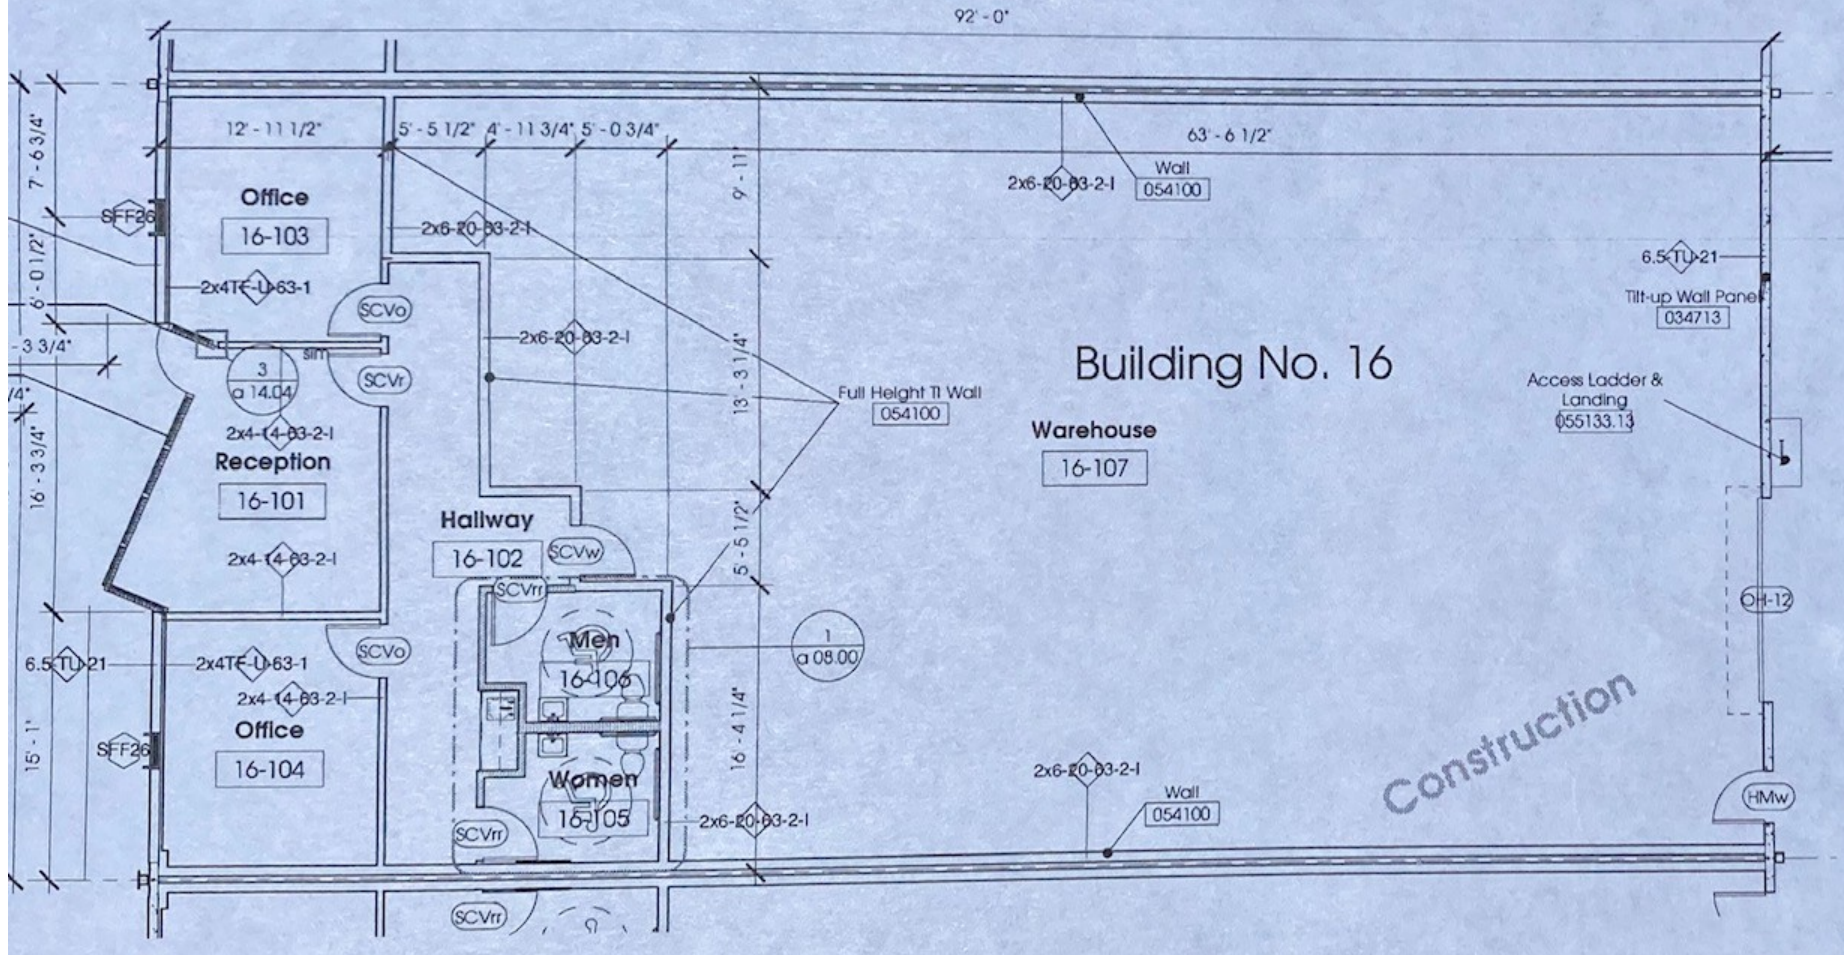 92' - 0"
12' - 11 1/2"
5' - 5 1/2"
4' - 11 3/4"
5' - 0 3/4"
63' - 6 1/2"
7' - 6 3/4"
9' - 11"
Wall
054100
2x6-20-63-2-I
Office
16-103
SFF26
2x6-20-63-2-I
6' - 0 1/2"
2x4TF-U-63-1
SCVo
6.5-TU-21
Tilt-up Wall Panel
034713
2x6-20-63-2-I
- 3 3/4"
sim
3
a 14.04
SCVr
Building No. 16
Full Height TI Wall
054100
13' - 3 1/4"
Access Ladder &
Landing
055133.13
/4"
2x4-14-63-2-I
Reception
16-101
16' - 3 3/4"
Warehouse
16-107
Hallway
16-102
2x4-14-63-2-I
SCVw
5' - 5 1/2"
SCVrr
OH-12
Men
16-106
1
a 08.00
SCVo
6.5-TU-21
2x4TF-U-63-1
2x4-14-63-2-I
Office
16-104
SFF26
15' - 1"
16' - 4 1/4"
Women
16-105
SCVrr
2x6-20-63-2-I
2x6-20-63-2-I
Wall
054100
Construction
HMw
SCVrr